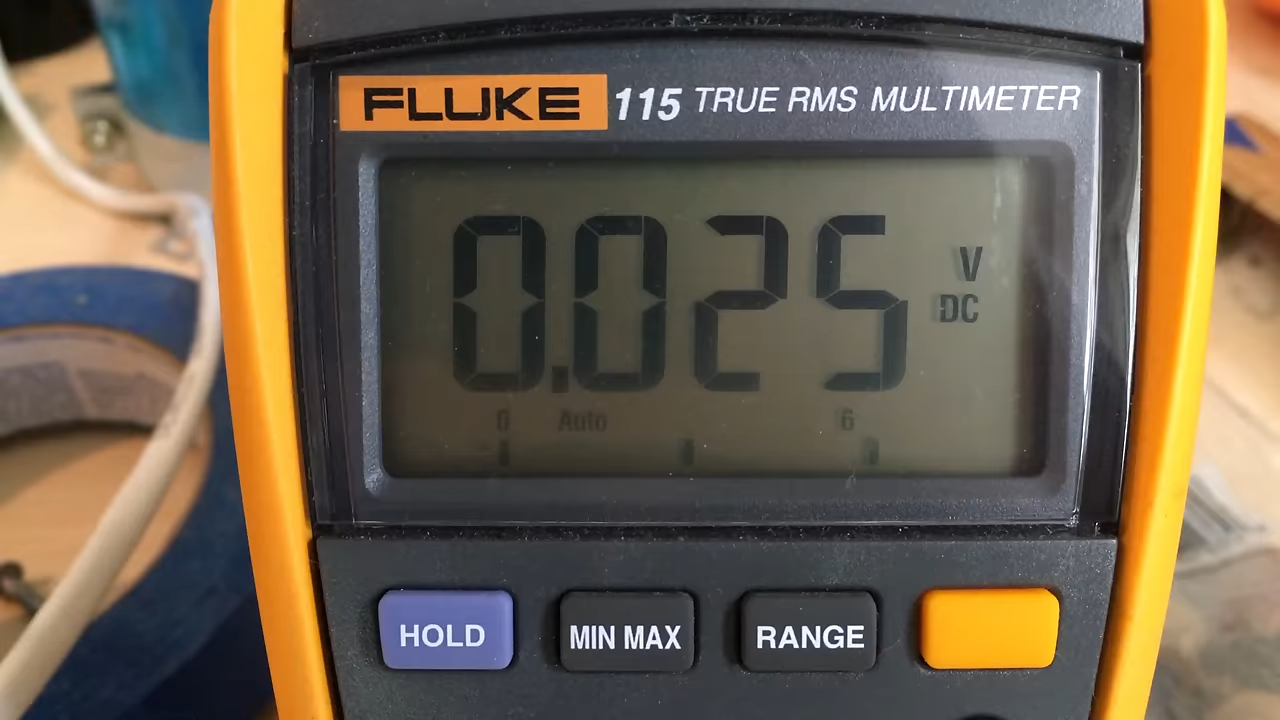 FLUKE 115 TRUE RMS MULTIMETER
0.025 V DC
0 Auto 6
HOLD MIN MAX RANGE